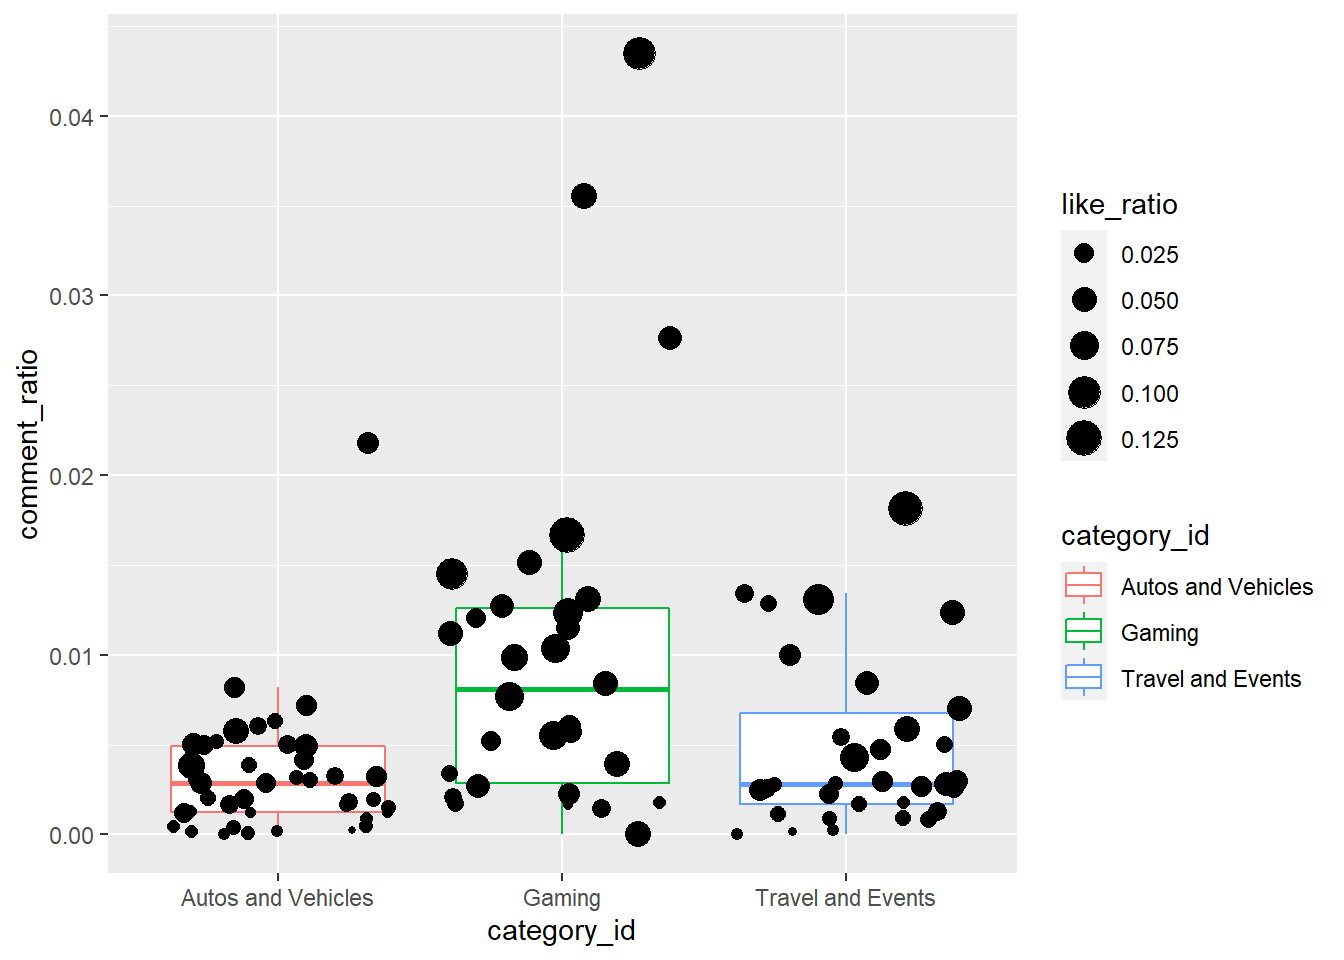 0.04
0.03
0.02
0.01
0.00
comment_ratio
Autos and Vehicles
Gaming
Travel and Events
category_id
like_ratio
0.025
0.050
0.075
0.100
0.125
category_id
Autos and Vehicles
Gaming
Travel and Events